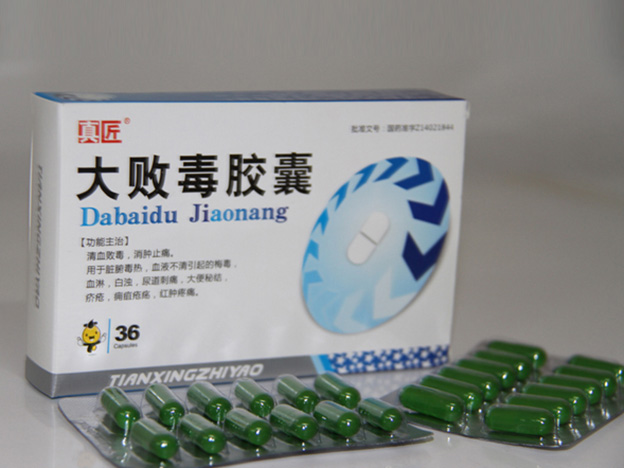 真匠®
批准文号：国药准字Z14021844
大败毒胶囊
Dabaidu Jiaonang
【功能主治】
清血败毒，消肿止痛。
用于脏腑毒热，血液不清引起的梅毒，
血淋，白浊，尿道刺痛，大便秘结，
疥疮，痈疽疮疡，红肿疼痛。
36
Capsules
TIANXINGZHIYAO
TIANXINGZHIYAO